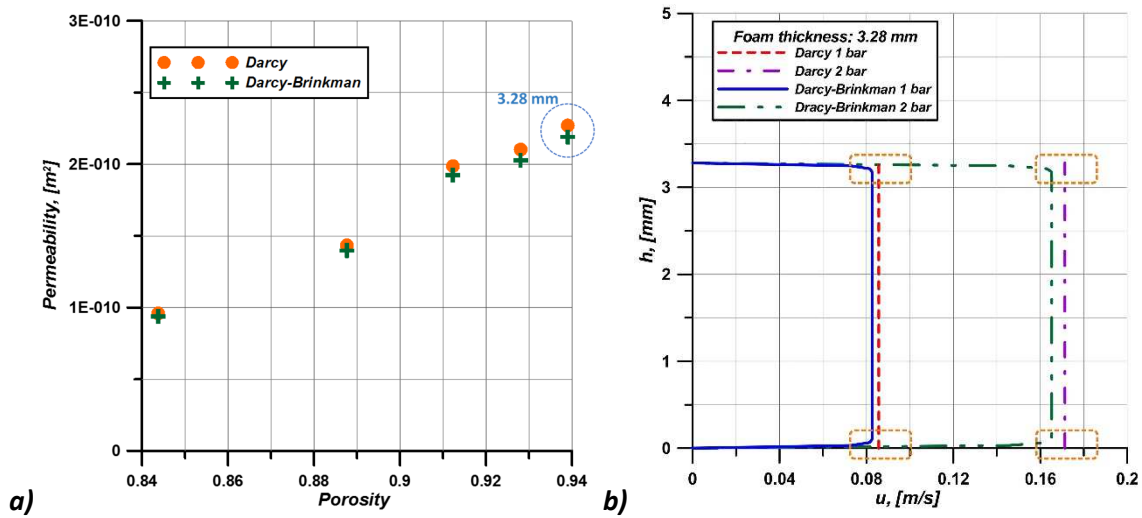 3E-010
2E-010
1E-010
0
Permeability, [m²]
Darcy
Darcy-Brinkman
3.28 mm
0.84
0.86
0.88
0.9
0.92
0.94
Porosity
a)
5
4
3
2
1
0
h, [mm]
Foam thickness: 3.28 mm
Darcy 1 bar
Darcy 2 bar
Darcy-Brinkman 1 bar
Dracy-Brinkman 2 bar
0
0.04
0.08
0.12
0.16
0.2
u, [m/s]
b)